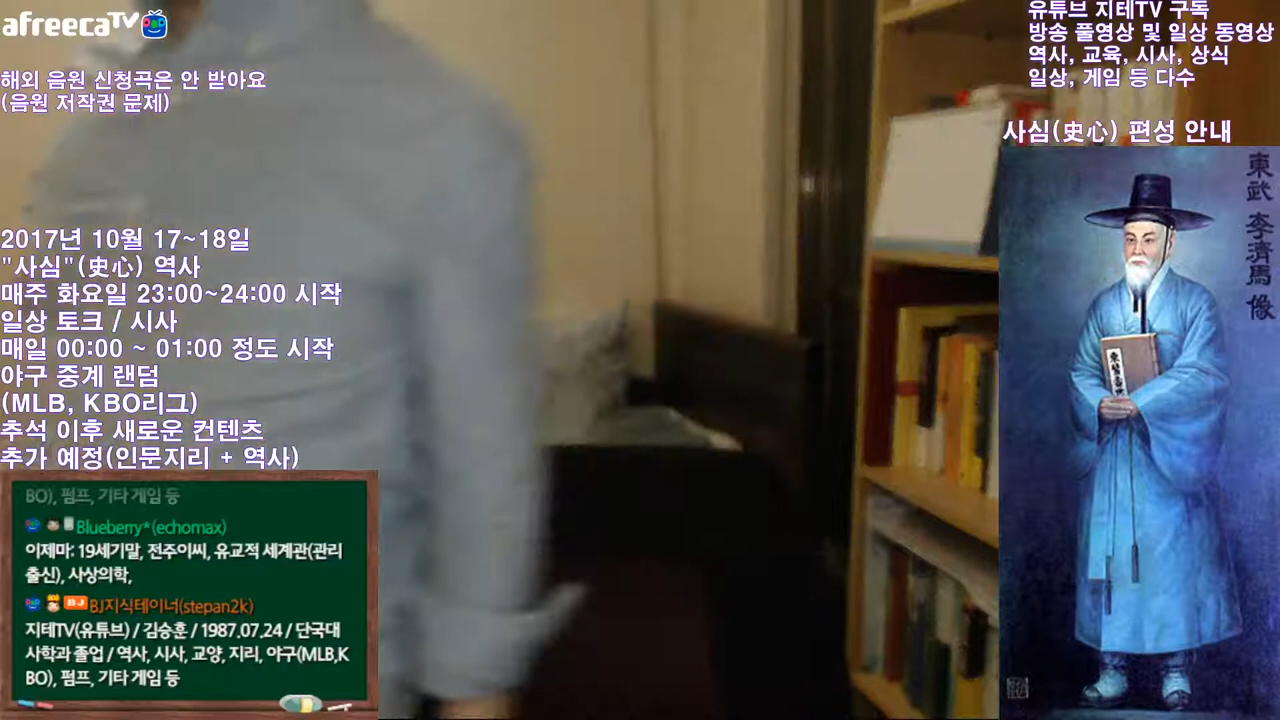 afreecaTV
해외 음원 신청곡은 안 받아요
(음원 저작권 문제)
2017년 10월 17~18일
"사심"(史心) 역사
매주 화요일 23:00~24:00 시작
일상 토크 / 시사
매일 00:00 ~ 01:00 정도 시작
야구 중계 랜덤
(MLB, KBO리그)
추석 이후 새로운 컨텐츠
추가 예정(인문지리 + 역사)
BO), 펌프, 기타 게임 등
Blueberry*(echomax)
이제마: 19세기말, 전주이씨, 유교적 세계관(관리
출신), 사상의학,
BJ
BJ지식테이너(stepan2k)
지테TV(유튜브) / 김승훈 / 1987.07.24 / 단국대
사학과 졸업 / 역사, 시사, 교양, 지리, 야구(MLB,K
BO), 펌프, 기타 게임 등
유튜브 지테TV 구독
방송 풀영상 및 일상 동영상
역사, 교육, 시사, 상식
일상, 게임 등 다수
사심(史心) 편성 안내
東武 李濟馬像